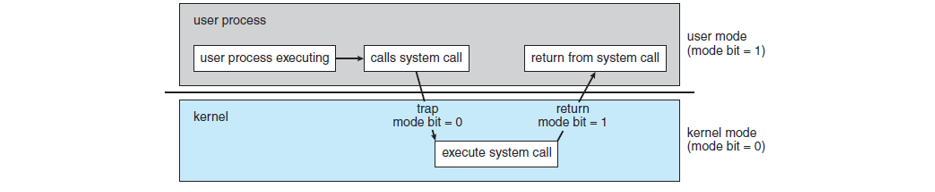 user process
user process executing
calls system call
return from system call
user mode
(mode bit = 1)
kernel
trap
mode bit = 0
return
mode bit = 1
execute system call
kernel mode
(mode bit = 0)